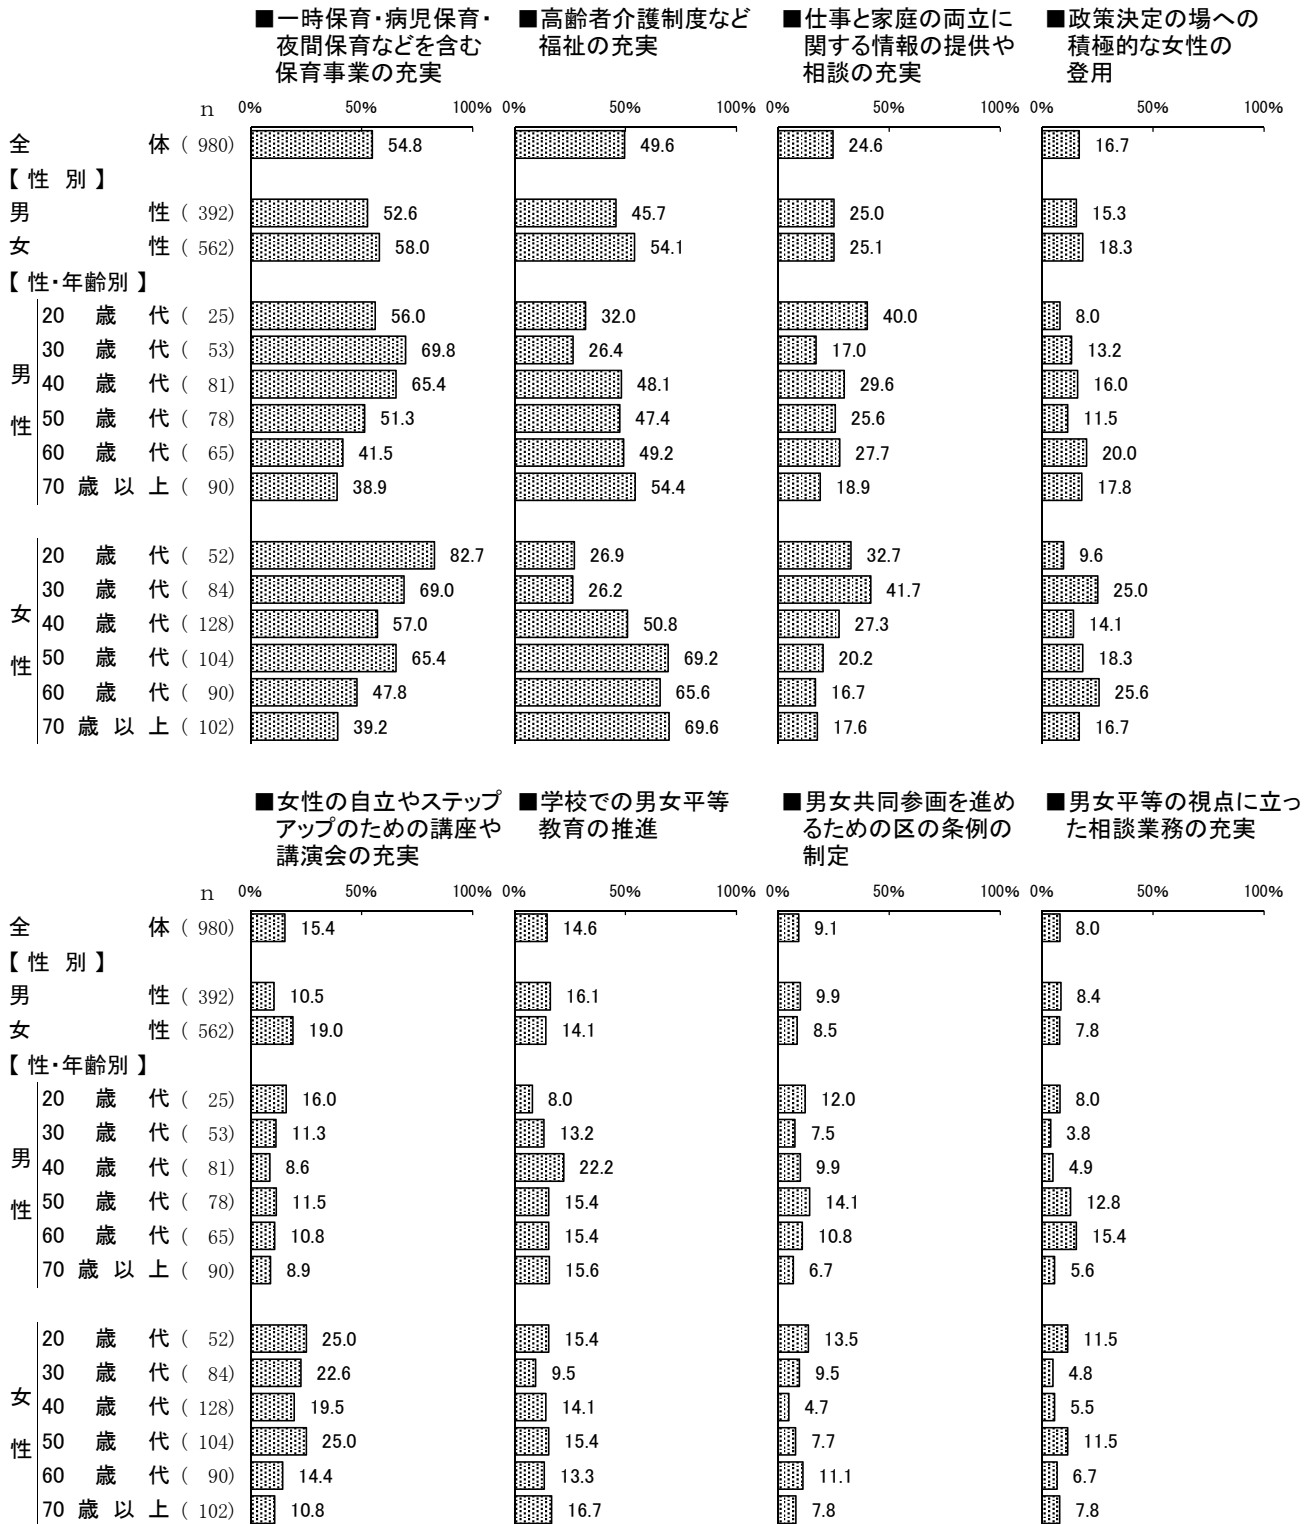 ■一時保育・病児保育・ ■高齢者介護制度など ■仕事と家庭の両立に ■政策決定の場への
夜間保育などを含む 福祉の充実 関する情報の提供や 積極的な女性の
保育事業の充実 相談の充実 登用
n 0% 50% 100% 0% 50% 100% 0% 50% 100% 0% 50% 100%
全 体 ( 980) 54.8 49.6 24.6 16.7
【 性 別 】
男 性 ( 392) 52.6 45.7 25.0 15.3
女 性 ( 562) 58.0 54.1 25.1 18.3
【 性・年齢別 】
男性
20 歳 代 ( 25) 56.0 32.0 40.0 8.0
30 歳 代 ( 53) 69.8 26.4 17.0 13.2
40 歳 代 ( 81) 65.4 48.1 29.6 16.0
50 歳 代 ( 78) 51.3 47.4 25.6 11.5
60 歳 代 ( 65) 41.5 49.2 27.7 20.0
70 歳 以 上 ( 90) 38.9 54.4 18.9 17.8
女性
20 歳 代 ( 52) 82.7 26.9 32.7 9.6
30 歳 代 ( 84) 69.0 26.2 41.7 25.0
40 歳 代 ( 128) 57.0 50.8 27.3 14.1
50 歳 代 ( 104) 65.4 69.2 20.2 18.3
60 歳 代 ( 90) 47.8 65.6 16.7 25.6
70 歳 以 上 ( 102) 39.2 69.6 17.6 16.7
■女性の自立やステップ ■学校での男女平等 ■男女共同参画を進め ■男女平等の視点に立っ
アップのための講座や 教育の推進 るための区の条例の た相談業務の充実
講演会の充実 制定
n 0% 50% 100% 0% 50% 100% 0% 50% 100% 0% 50% 100%
全 体 ( 980) 15.4 14.6 9.1 8.0
【 性 別 】
男 性 ( 392) 10.5 16.1 9.9 8.4
女 性 ( 562) 19.0 14.1 8.5 7.8
【 性・年齢別 】
男性
20 歳 代 ( 25) 16.0 8.0 12.0 8.0
30 歳 代 ( 53) 11.3 13.2 7.5 3.8
40 歳 代 ( 81) 8.6 22.2 9.9 4.9
50 歳 代 ( 78) 11.5 15.4 14.1 12.8
60 歳 代 ( 65) 10.8 15.4 10.8 15.4
70 歳 以 上 ( 90) 8.9 15.6 6.7 5.6
女性
20 歳 代 ( 52) 25.0 15.4 13.5 11.5
30 歳 代 ( 84) 22.6 9.5 9.5 4.8
40 歳 代 ( 128) 19.5 14.1 4.7 5.5
50 歳 代 ( 104) 25.0 15.4 7.7 11.5
60 歳 代 ( 90) 14.4 13.3 11.1 6.7
70 歳 以 上 ( 102) 10.8 16.7 7.8 7.8